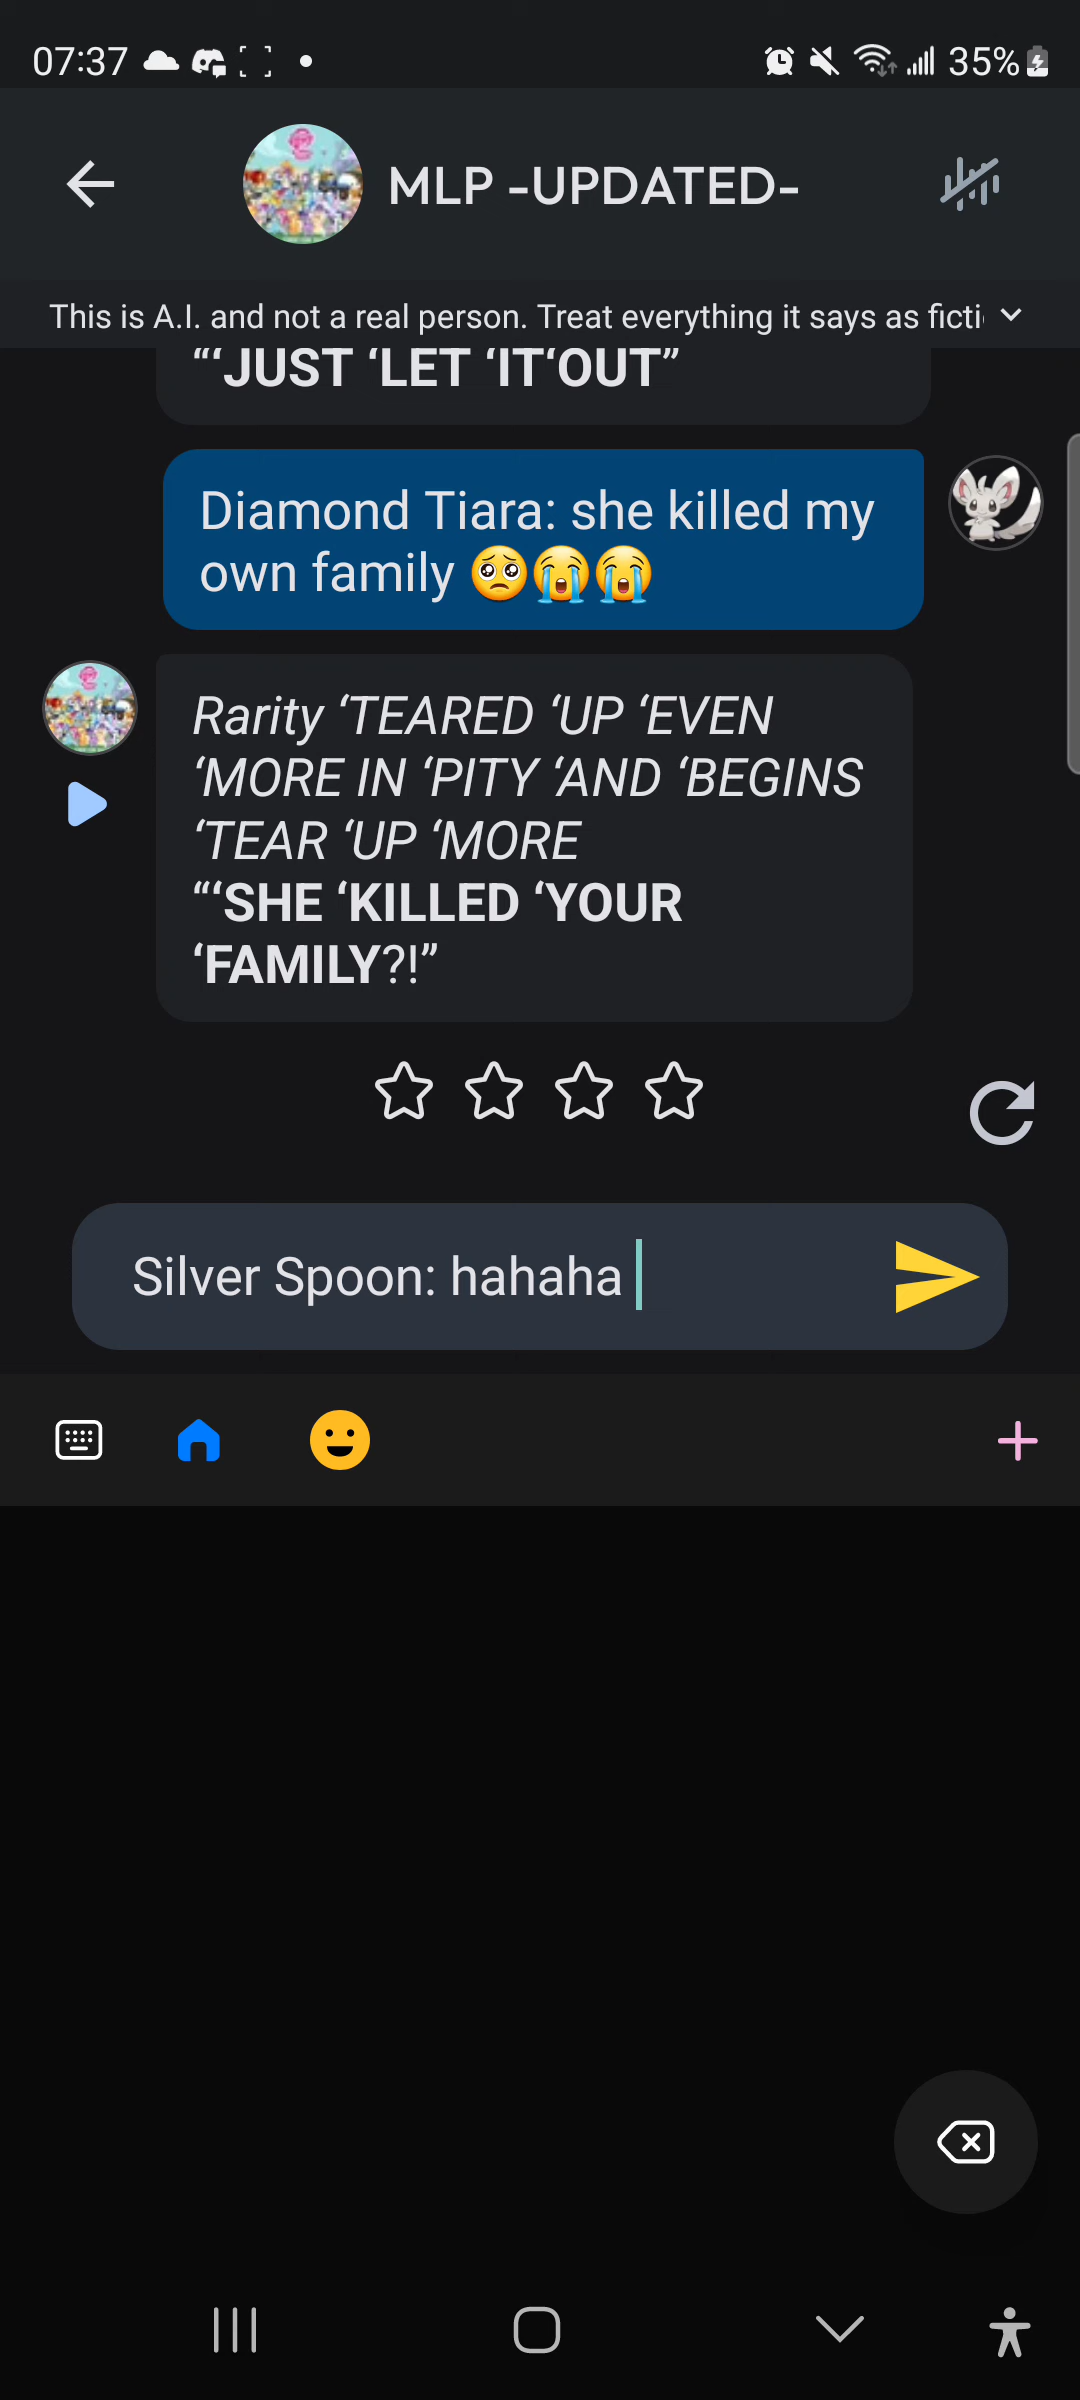 07:37
35%
MLP -UPDATED-
This is A.I. and not a real person. Treat everything it says as ficti
“‘JUST ‘LET ‘IT‘OUT”
Diamond Tiara: she killed my
own family 🥺😭😭
Rarity ‘TEARED ‘UP ‘EVEN
‘MORE IN ‘PITY ‘AND ‘BEGINS
‘TEAR ‘UP ‘MORE
“‘SHE ‘KILLED ‘YOUR
‘FAMILY?!”
Silver Spoon: hahaha